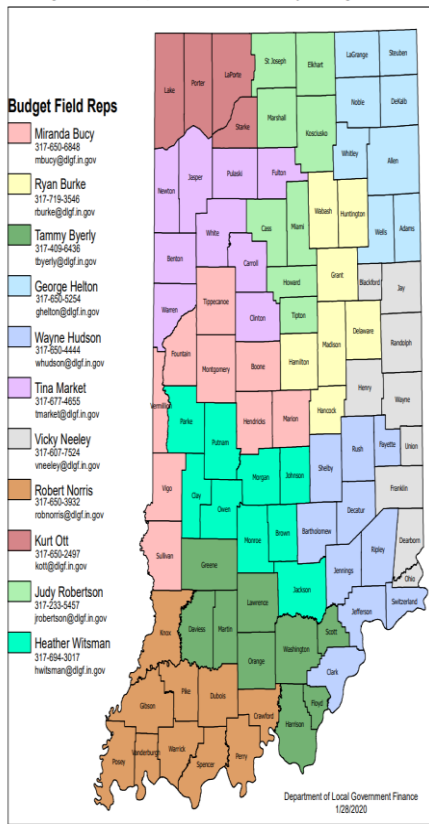 Budget Field Reps
Miranda Bucy
317-650-6848
mbucy@dlgf.in.gov
Ryan Burke
317-719-3546
rburke@dlgf.in.gov
Tammy Byerly
317-409-6436
tbyerly@dlgf.in.gov
George Helton
317-650-5254
ghelton@dlgf.in.gov
Wayne Hudson
317-650-4444
whudson@dlgf.in.gov
Tina Market
317-677-4655
tmarket@dlgf.in.gov
Vicky Neeley
317-607-7524
vneeley@dlgf.in.gov
Robert Norris
317-650-3932
robnorris@dlgf.in.gov
Kurt Ott
317-650-2497
kott@dlgf.in.gov
Judy Robertson
317-233-5457
jrobertson@dlgf.in.gov
Heather Witsman
317-694-3017
hwitsman@dlgf.in.gov
Lake
Porter
LaPorte
St Joseph
Elkhart
LaGrange
Steuben
Starke
Marshall
Kosciusko
Noble
DeKalb
Newton
Jasper
Pulaski
Fulton
Whitley
Allen
Benton
White
Cass
Miami
Wabash
Huntington
Wells
Adams
Carroll
Warren
Tippecanoe
Clinton
Howard
Tipton
Grant
Blackford
Jay
Fountain
Montgomery
Boone
Hamilton
Madison
Delaware
Randolph
Vermillion
Parke
Putnam
Hendricks
Marion
Hancock
Henry
Wayne
Vigo
Clay
Owen
Morgan
Johnson
Shelby
Rush
Fayette
Union
Franklin
Sullivan
Greene
Monroe
Brown
Bartholomew
Decatur
Dearborn
Ripley
Ohio
Jennings
Jackson
Lawrence
Switzerland
Jefferson
Knox
Daviess
Martin
Orange
Washington
Scott
Clark
Floyd
Harrison
Gibson
Pike
Dubois
Crawford
Posey
Vanderburgh
Warrick
Spencer
Perry
Department of Local Government Finance
1/28/2020